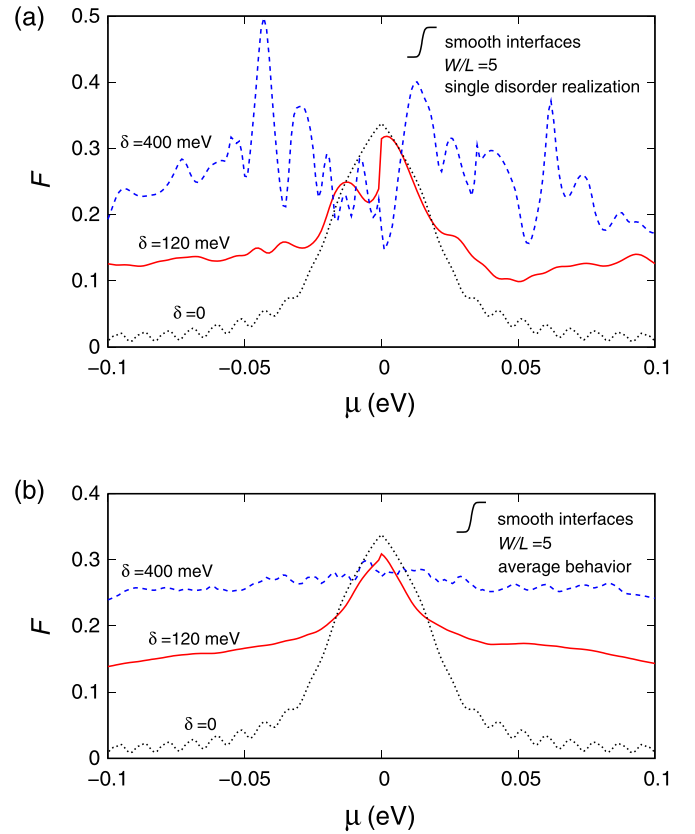 (a)
0.5
0.4
0.3
0.2
0.1
0
F
smooth interfaces
W/L =5
single disorder realization
δ =400 meV
δ =120 meV
δ =0
−0.1
−0.05
0
0.05
0.1
μ (eV)
(b)
0.4
0.3
0.2
0.1
0
F
smooth interfaces
W/L =5
average behavior
δ =400 meV
δ =120 meV
δ =0
−0.1
−0.05
0
0.05
0.1
μ (eV)